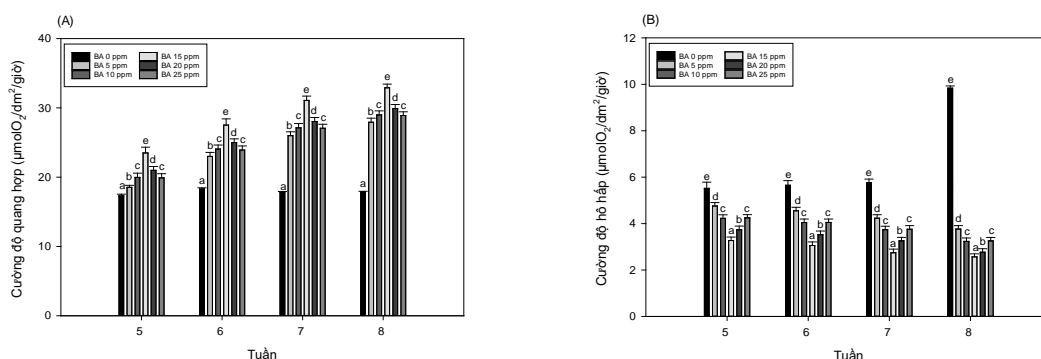 (A)
Cường độ quang hợp (µmolO₂/dm²/giờ)
40
30
20
10
0
BA 0 ppm
BA 5 ppm
BA 10 ppm
BA 15 ppm
BA 20 ppm
BA 25 ppm
a b c e d c
a b c e d c
a b c e d c
a b c e d c
5 6 7 8
Tuần
(B)
Cường độ hô hấp (µmolO₂/dm²/giờ)
12
10
8
6
4
2
0
BA 0 ppm
BA 5 ppm
BA 10 ppm
BA 15 ppm
BA 20 ppm
BA 25 ppm
e d c a b c
e d c a b c
e d c a b c
e d c a b c
5 6 7 8
Tuần